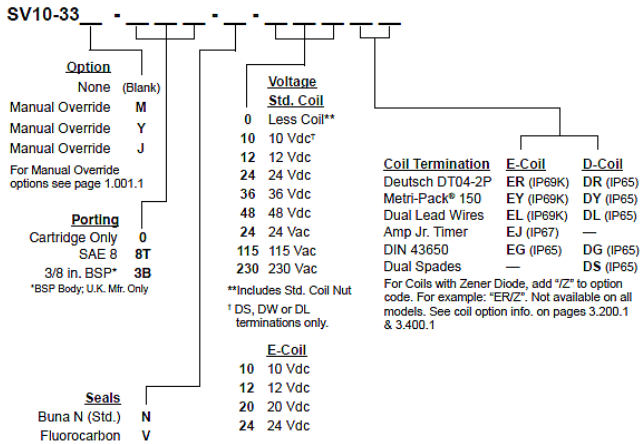 SV10-33__ - ___ - _ - ___ __
Option
None (Blank)
Manual Override M
Manual Override Y
Manual Override J
For Manual Override
options see page 1.001.1
Porting
Cartridge Only 0
SAE 8 8T
3/8 in. BSP* 3B
*BSP Body; U.K. Mfr. Only
Seals
Buna N (Std.) N
Fluorocarbon V
Voltage
Std. Coil
0 Less Coil**
10 10 Vdc†
12 12 Vdc
24 24 Vdc
36 36 Vdc
48 48 Vdc
24 24 Vac
115 115 Vac
230 230 Vac
**Includes Std. Coil Nut
† DS, DW or DL
terminations only.
E-Coil
10 10 Vdc
12 12 Vdc
20 20 Vdc
24 24 Vdc
Coil Termination E-Coil D-Coil
Deutsch DT04-2P ER (IP69K) DR (IP65)
Metri-Pack® 150 EY (IP69K) DY (IP65)
Dual Lead Wires EL (IP69K) DL (IP65)
Amp Jr. Timer EJ (IP67) —
DIN 43650 EG (IP65) DG (IP65)
Dual Spades — DS (IP65)
For Coils with Zener Diode, add "/Z" to option
code. For example: "ER/Z". Not available on all
models. See coil option info. on pages 3.200.1
& 3.400.1